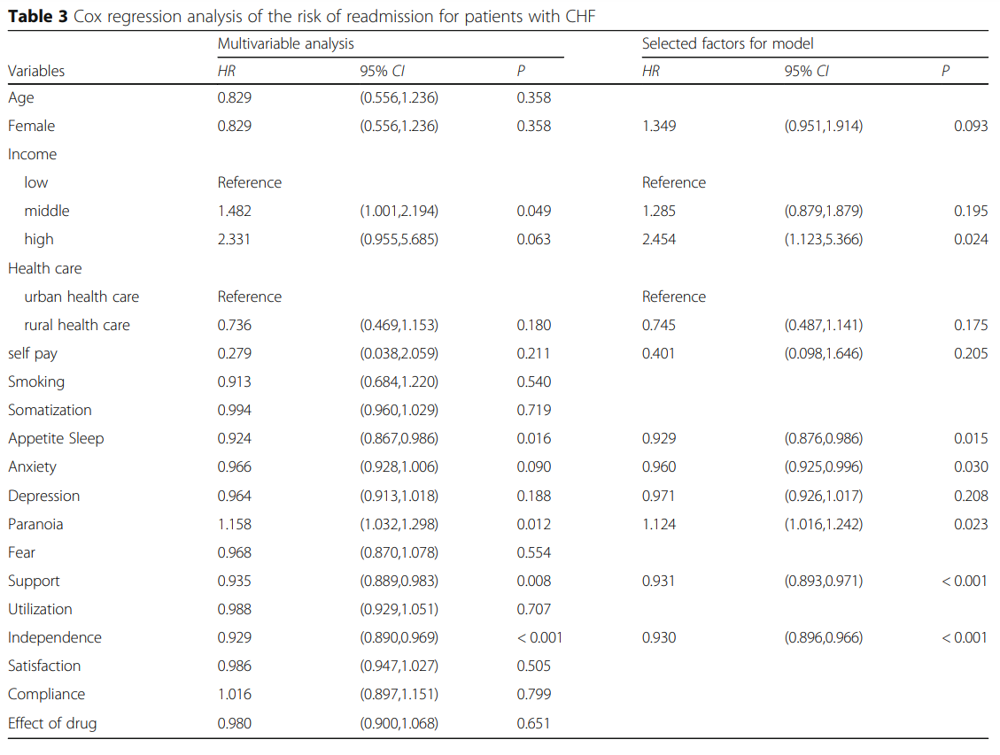 Table 3 Cox regression analysis of the risk of readmission for patients with CHF
Multivariable analysis Selected factors for model
Variables HR 95% CI P HR 95% CI P
Age 0.829 (0.556,1.236) 0.358
Female 0.829 (0.556,1.236) 0.358 1.349 (0.951,1.914) 0.093
Income
low Reference Reference
middle 1.482 (1.001,2.194) 0.049 1.285 (0.879,1.879) 0.195
high 2.331 (0.955,5.685) 0.063 2.454 (1.123,5.366) 0.024
Health care
urban health care Reference Reference
rural health care 0.736 (0.469,1.153) 0.180 0.745 (0.487,1.141) 0.175
self pay 0.279 (0.038,2.059) 0.211 0.401 (0.098,1.646) 0.205
Smoking 0.913 (0.684,1.220) 0.540
Somatization 0.994 (0.960,1.029) 0.719
Appetite Sleep 0.924 (0.867,0.986) 0.016 0.929 (0.876,0.986) 0.015
Anxiety 0.966 (0.928,1.006) 0.090 0.960 (0.925,0.996) 0.030
Depression 0.964 (0.913,1.018) 0.188 0.971 (0.926,1.017) 0.208
Paranoia 1.158 (1.032,1.298) 0.012 1.124 (1.016,1.242) 0.023
Fear 0.968 (0.870,1.078) 0.554
Support 0.935 (0.889,0.983) 0.008 0.931 (0.893,0.971) < 0.001
Utilization 0.988 (0.929,1.051) 0.707
Independence 0.929 (0.890,0.969) < 0.001 0.930 (0.896,0.966) < 0.001
Satisfaction 0.986 (0.947,1.027) 0.505
Compliance 1.016 (0.897,1.151) 0.799
Effect of drug 0.980 (0.900,1.068) 0.651